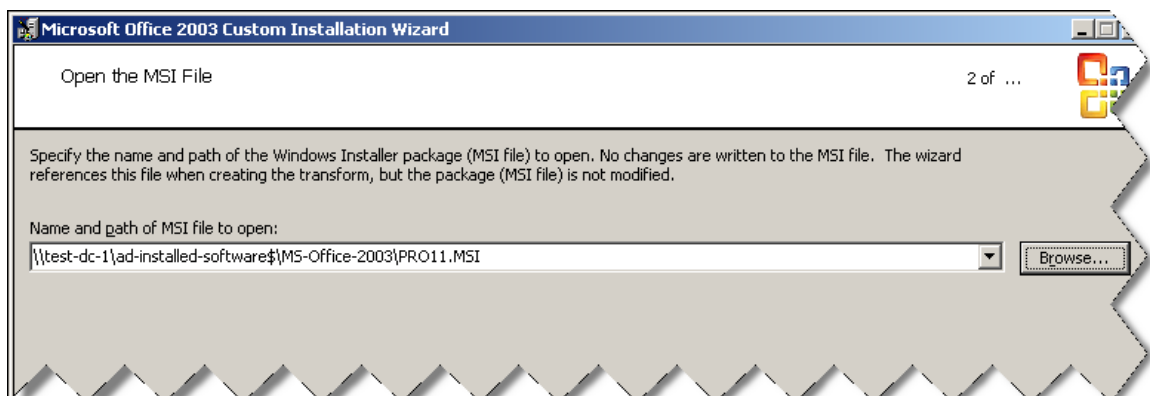 Microsoft Office 2003 Custom Installation Wizard
Open the MSI File
2 of ...
Specify the name and path of the Windows Installer package (MSI file) to open. No changes are written to the MSI file. The wizard
references this file when creating the transform, but the package (MSI file) is not modified.
Name and path of MSI file to open:
\\test-dc-1\ad-installed-software$\MS-Office-2003\PRO11.MSI
Browse...